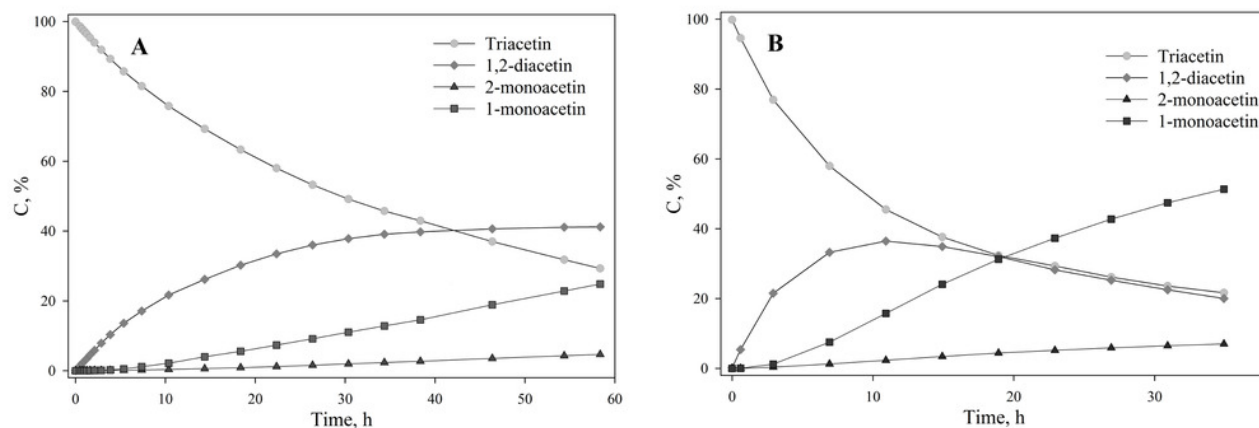 A
Triacetin
1,2-diacetin
2-monoacetin
1-monoacetin
C, %
100
80
60
40
20
0
0 10 20 30 40 50 60
Time, h
B
Triacetin
1,2-diacetin
2-monoacetin
1-monoacetin
C, %
100
80
60
40
20
0
0 10 20 30
Time, h